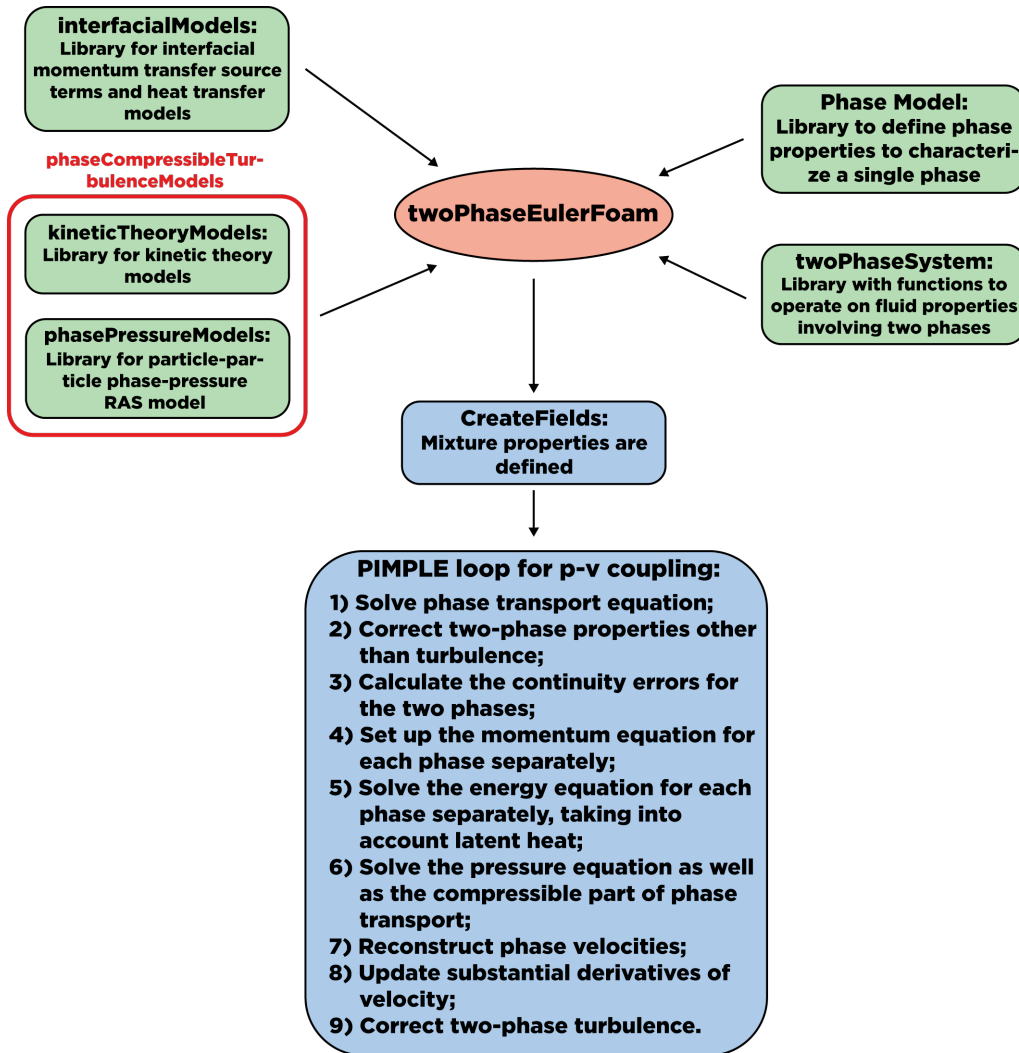 interfacialModels:
Library for interfacial
momentum transfer source
terms and heat transfer
models
phaseCompressibleTur-
bulenceModels
kineticTheoryModels:
Library for kinetic theory
models
phasePressureModels:
Library for particle-par-
ticle phase-pressure
RAS model
twoPhaseEulerFoam
Phase Model:
Library to define phase
properties to characteri-
ze a single phase
twoPhaseSystem:
Library with functions to
operate on fluid properties
involving two phases
CreateFields:
Mixture properties are
defined
PIMPLE loop for p-v coupling:
1) Solve phase transport equation;
2) Correct two-phase properties other
than turbulence;
3) Calculate the continuity errors for
the two phases;
4) Set up the momentum equation for
each phase separately;
5) Solve the energy equation for each
phase separately, taking into
account latent heat;
6) Solve the pressure equation as well
as the compressible part of phase
transport;
7) Reconstruct phase velocities;
8) Update substantial derivatives of
velocity;
9) Correct two-phase turbulence.